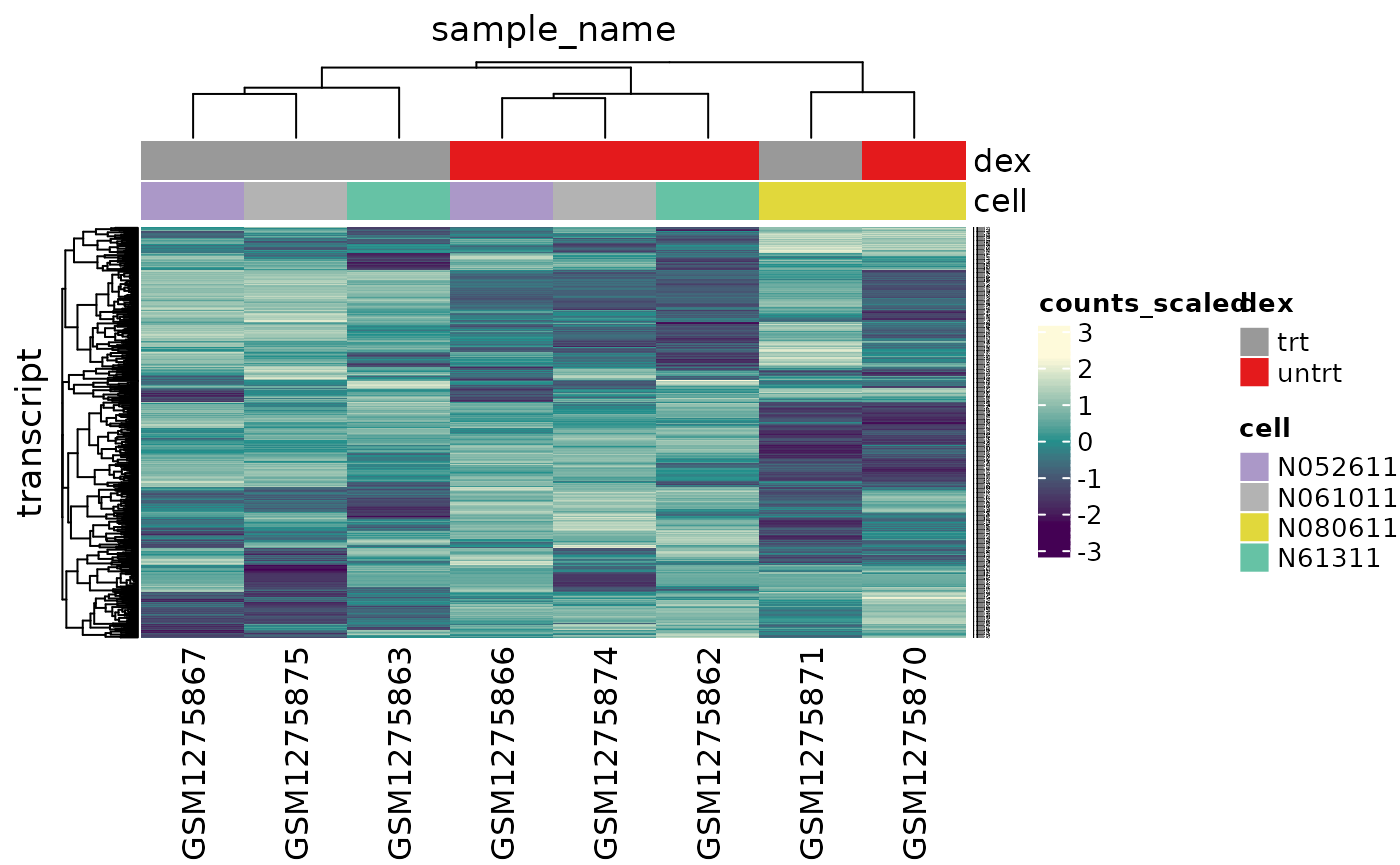 sample_name
dex
cell
transcript
counts_scaled
3
2
1
0
-1
-2
-3
dex
trt
untrt
cell
N052611
N061011
N080611
N61311
GSM1275867
GSM1275875
GSM1275863
GSM1275866
GSM1275874
GSM1275862
GSM1275871
GSM1275870